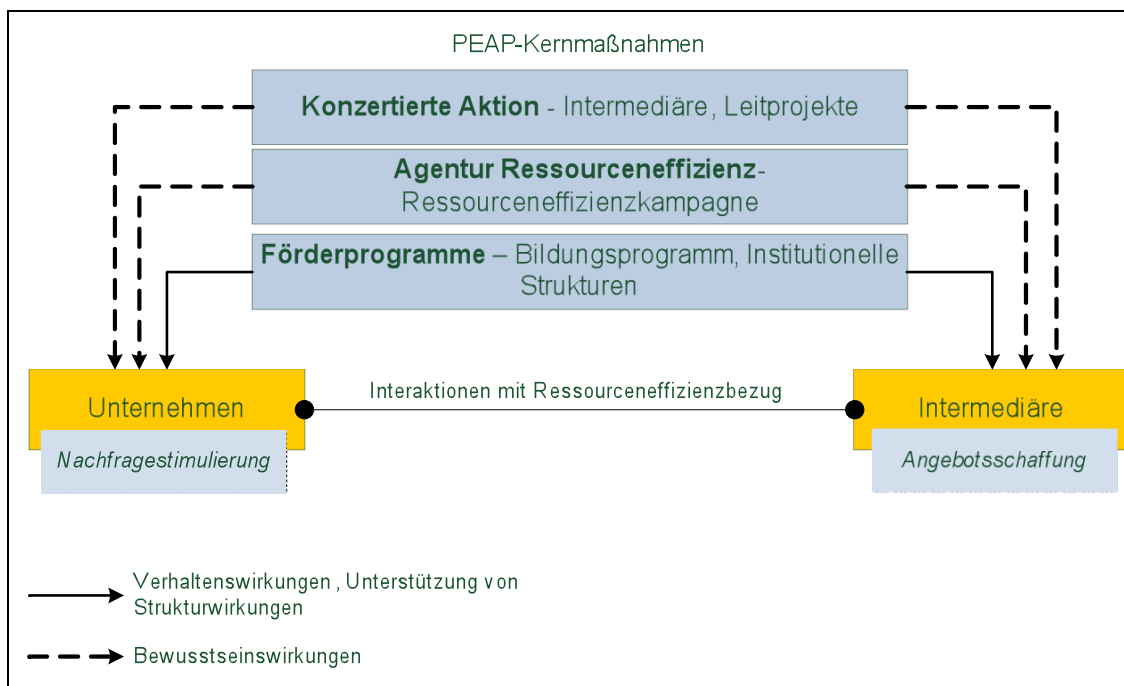 PEAP-Kernmaßnahmen
Konzertierte Aktion - Intermediäre, Leitprojekte
Agentur Ressourceneffizienz-
Ressourceneffizienzkampagne
Förderprogramme – Bildungsprogramm, Institutionelle
Strukturen
Unternehmen
Interaktionen mit Ressourceneffizienzbezug
Intermediäre
Nachfragestimulierung
Angebotsschaffung
Verhaltenswirkungen , Unterstützung von
Strukturwirkungen
Bewusstseinswirkungen